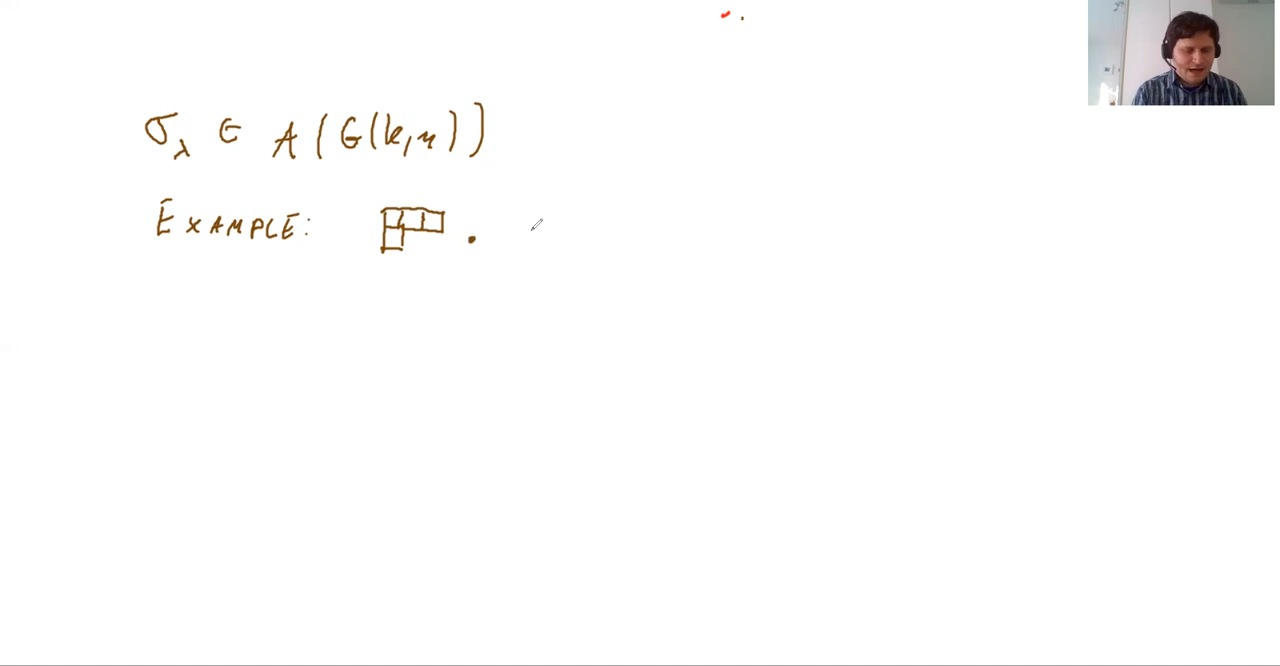 σ_λ ∈ A(G(k,n))
EXAMPLE: .